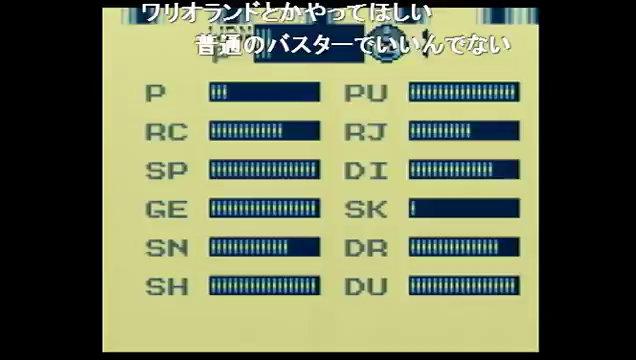 ワリオランドとかやってほしい
普通のバスターでいいんでない
P PU
RC RJ
SP DI
GE SK
SN DR
SH DU